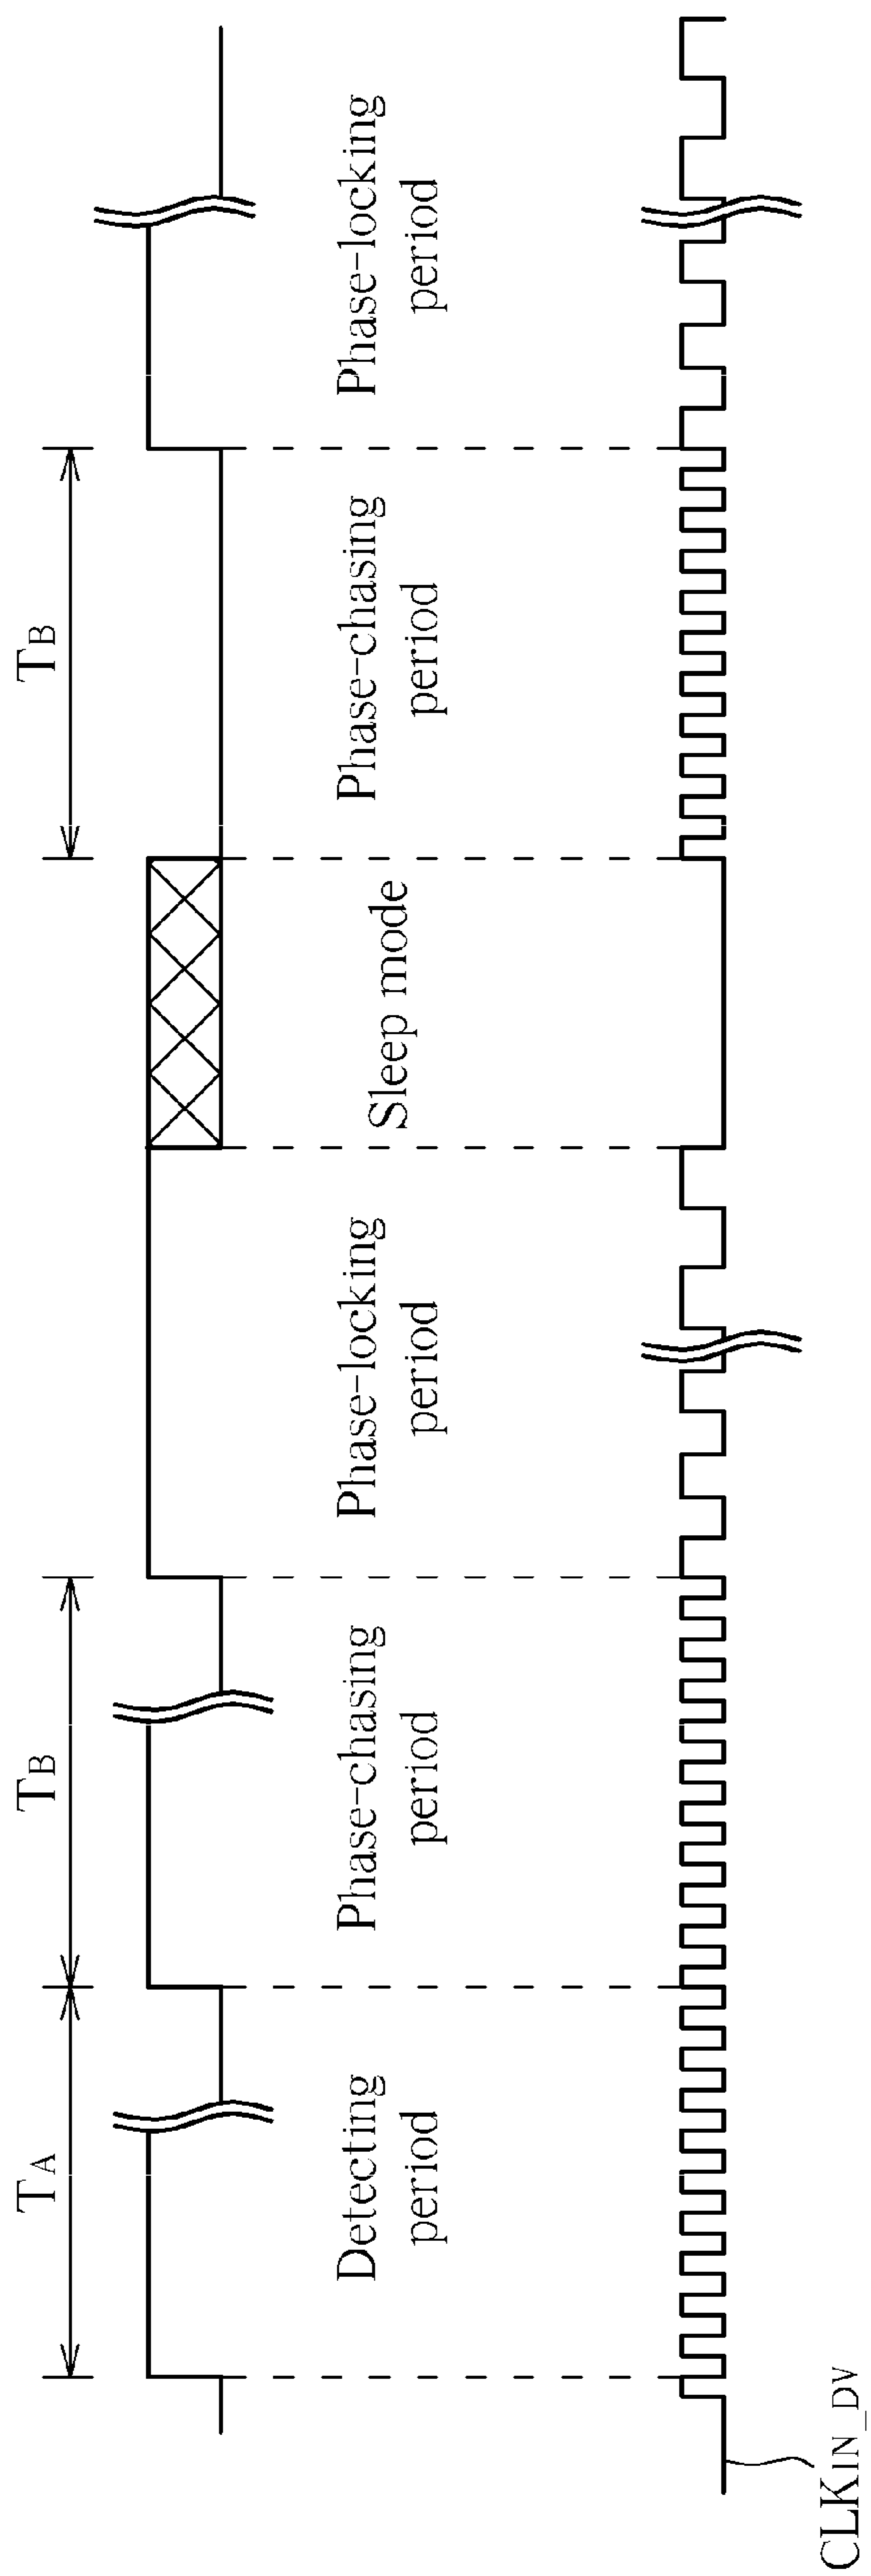 TA
TB
TB
Detecting
period
Phase-chasing
period
Phase-locking
period
Sleep mode
Phase-chasing
period
Phase-locking
period
CLKIN_DV